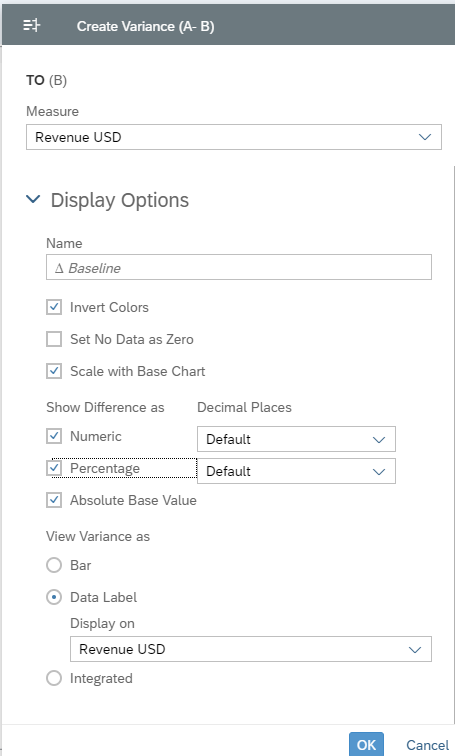 Create Variance (A- B)
TO (B)
Measure
Revenue USD
Display Options
Name
Δ Baseline
Invert Colors
Set No Data as Zero
Scale with Base Chart
Show Difference as Decimal Places
Numeric Default
Percentage Default
Absolute Base Value
View Variance as
Bar
Data Label
Display on
Revenue USD
Integrated
OK Cancel